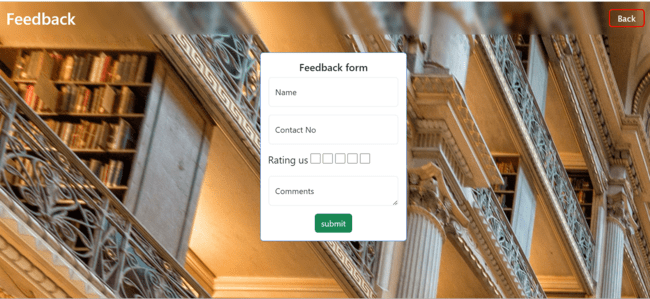 Feedback
Back
Feedback form
Name
Contact No
Rating us
Comments
submit